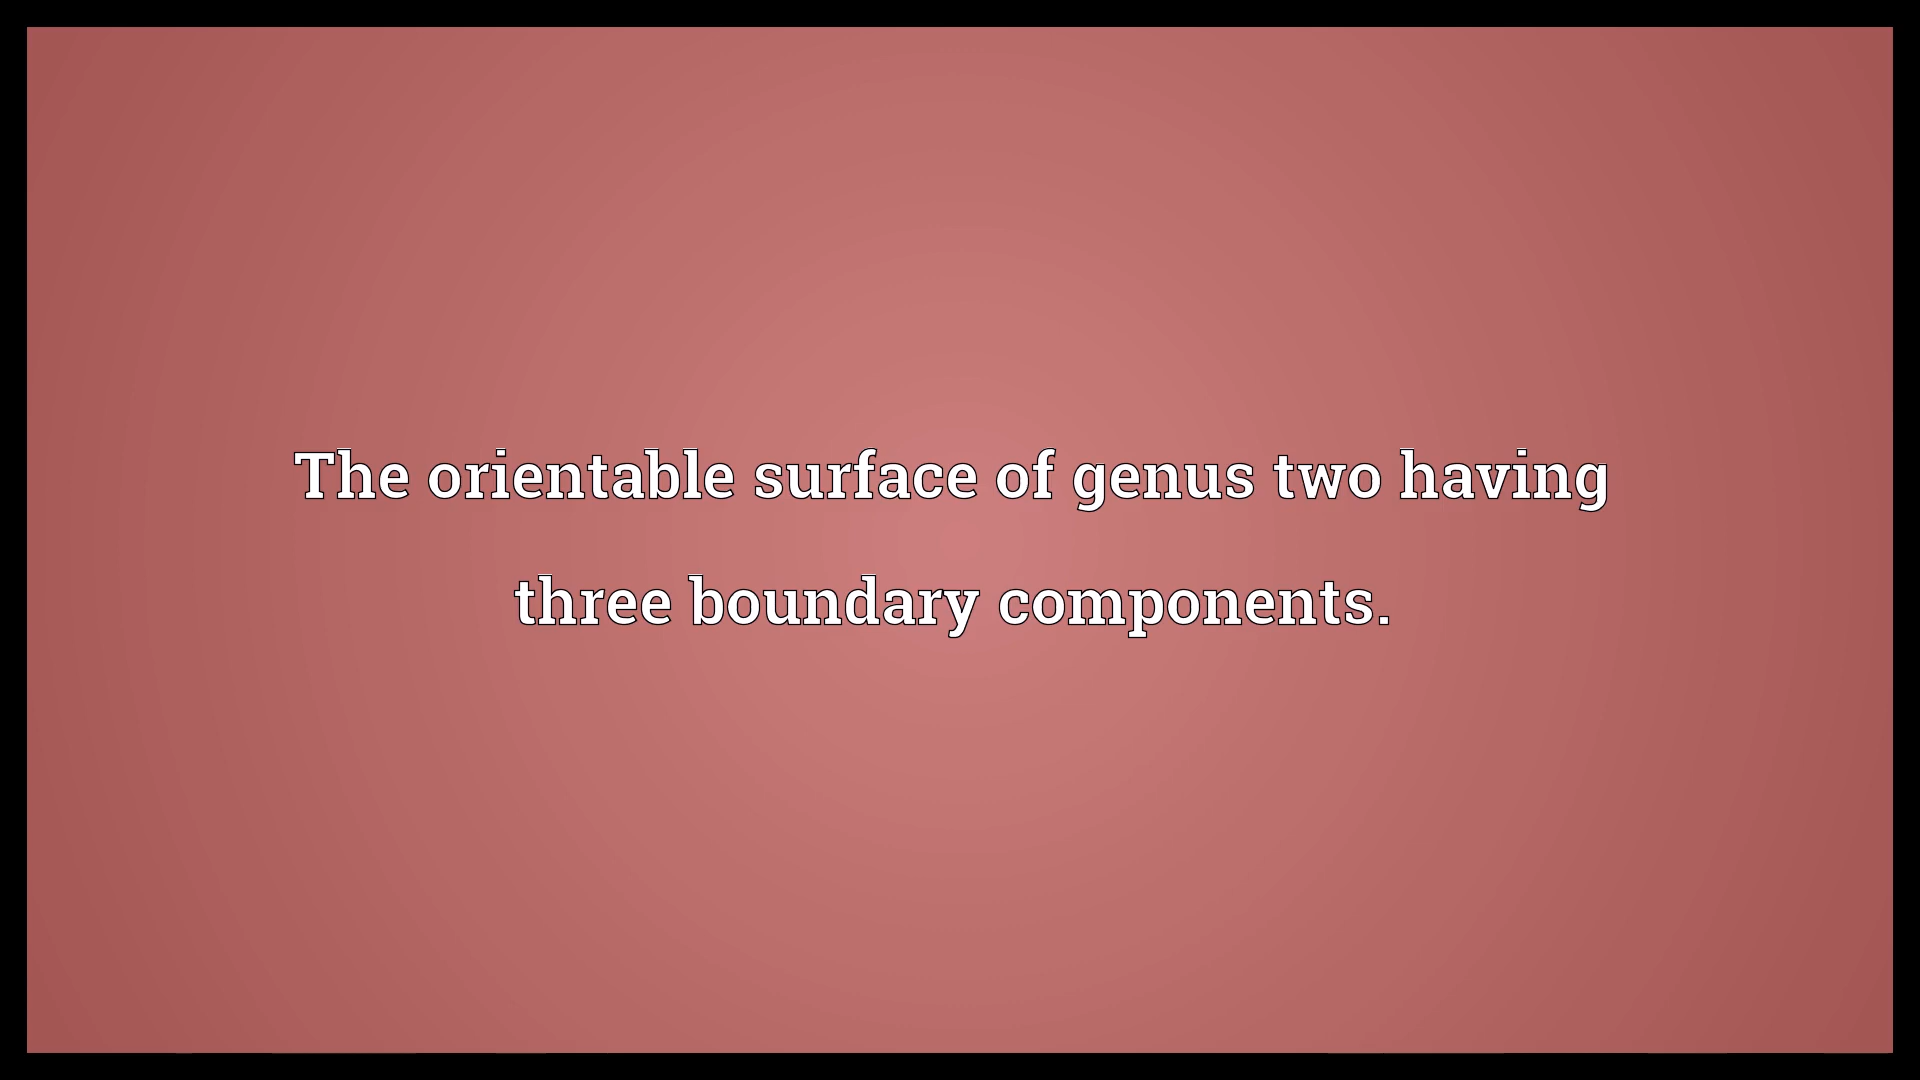 The orientable surface of genus two having
three boundary components.